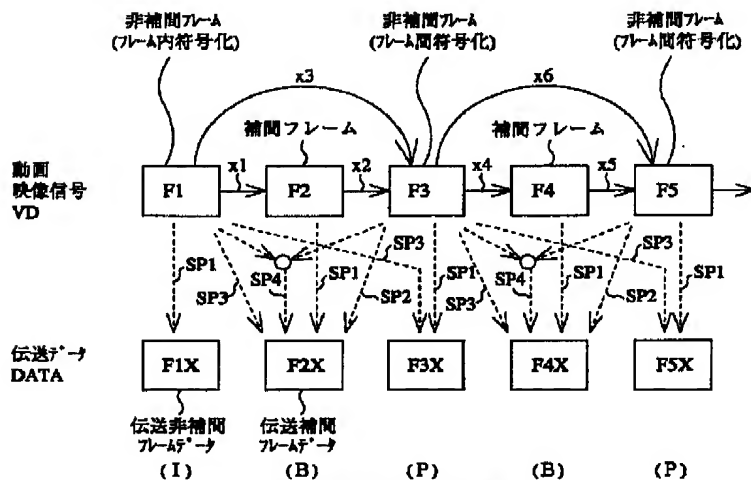 非補間フレーム
(フレーム内符号化)
非補間フレーム
(フレーム間符号化)
非補間フレーム
(フレーム間符号化)
x3
x6
補間フレーム
補間フレーム
動画
映像信号
VD
F1
x1
F2
x2
F3
x4
F4
x5
F5
SP1
SP3
SP4
SP1
SP2
SP3
SP1
SP3
SP4
SP1
SP2
SP3
SP1
伝送データ
DATA
F1X
F2X
F3X
F4X
F5X
伝送非補間
フレームデータ
伝送補間
フレームデータ
(I)
(B)
(P)
(B)
(P)